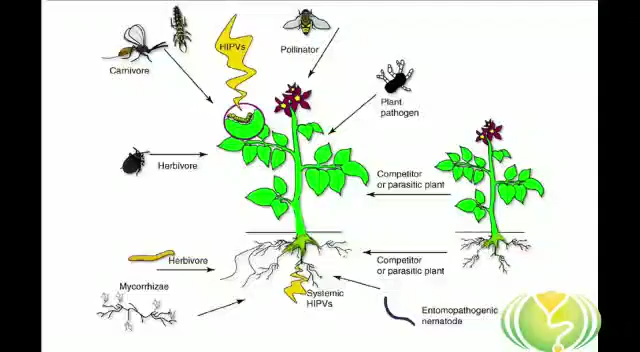 HIPVs
Pollinator
Carnivore
Plant
pathogen
Herbivore
Competitor
or parasitic plant
Herbivore
Competitor
or parasitic plant
Mycorrhizae
Systemic
HIPVs
Entomopathogenic
nematode